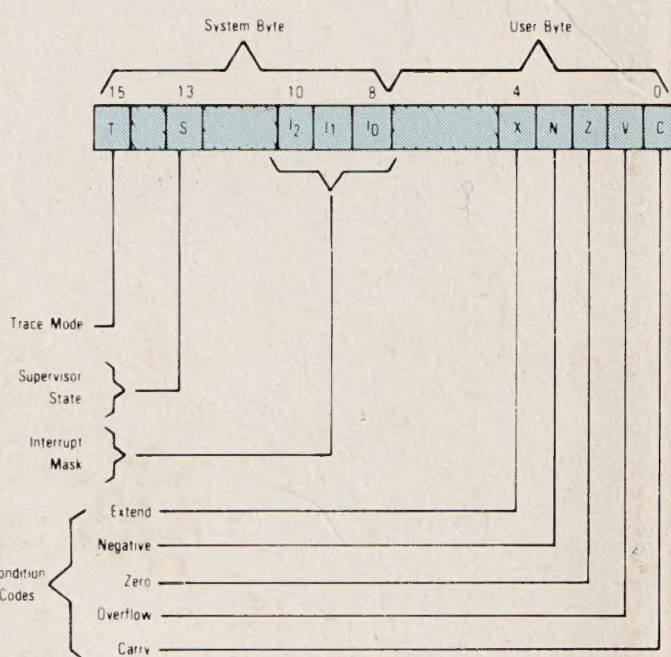 System Byte User Byte
15 13 10 8 4 0
T S I2 I1 I0 X N Z V C
Trace Mode
Supervisor
State
Interrupt
Mask
Extend
Negative
Condition
Codes
Zero
Overflow
Carry